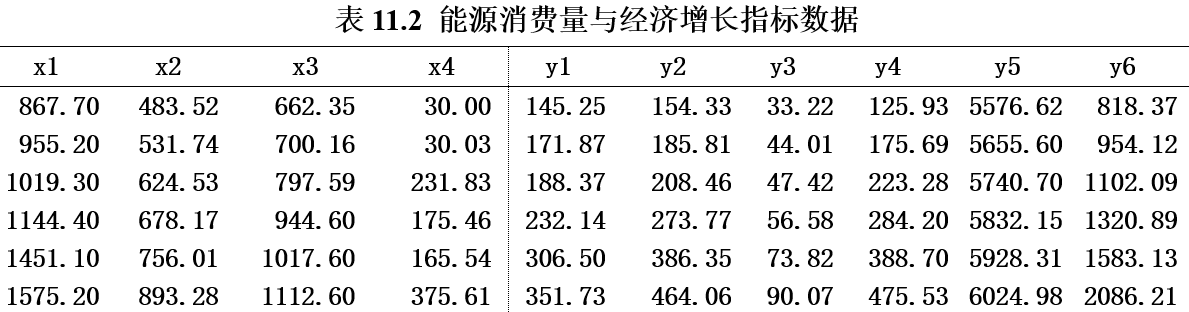 表 11.2 能源消费量与经济增长指标数据
x1 x2 x3 x4 y1 y2 y3 y4 y5 y6
867.70 483.52 662.35 30.00 145.25 154.33 33.22 125.93 5576.62 818.37
955.20 531.74 700.16 30.03 171.87 185.81 44.01 175.69 5655.60 954.12
1019.30 624.53 797.59 231.83 188.37 208.46 47.42 223.28 5740.70 1102.09
1144.40 678.17 944.60 175.46 232.14 273.77 56.58 284.20 5832.15 1320.89
1451.10 756.01 1017.60 165.54 306.50 386.35 73.82 388.70 5928.31 1583.13
1575.20 893.28 1112.60 375.61 351.73 464.06 90.07 475.53 6024.98 2086.21